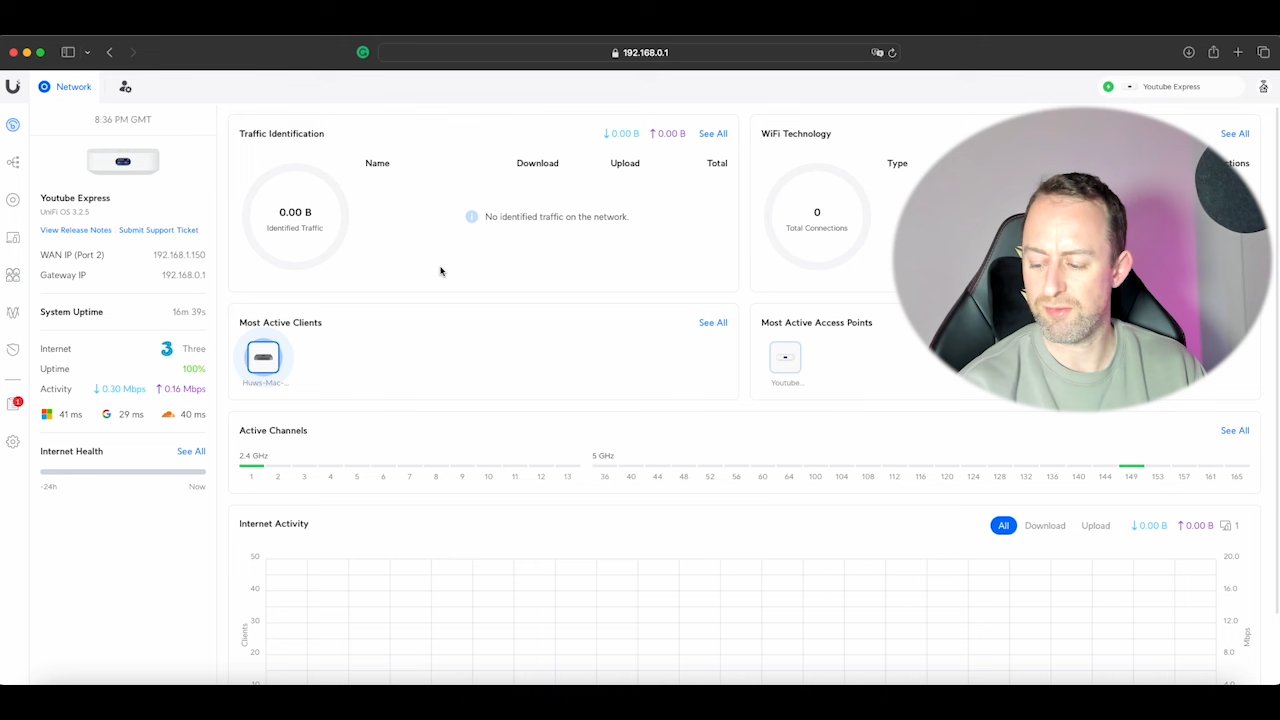 192.168.0.1
Network
Youtube Express
8:36 PM GMT
Youtube Express
UniFi OS 3.2.5
View Release Notes
Submit Support Ticket
WAN IP (Port 2) 192.168.1.150
Gateway IP 192.168.0.1
System Uptime 16m 39s
Internet 3 Three
Uptime 100%
Activity ↓0.30 Mbps ↑0.16 Mbps
41 ms G 29 ms 40 ms
Internet Health See All
-24h Now
1
Traffic Identification ↓0.00 B ↑0.00 B See All
Name Download Upload Total
0.00 B
Identified Traffic
No identified traffic on the network.
WiFi Technology See All
Type
0
Total Connections
Most Active Clients See All
Huws-Mac-...
Most Active Access Points
Youtube...
Active Channels See All
2.4 GHz 5 GHz
1 2 3 4 5 6 7 8 9 10 11 12 13 36 40 44 48 52 56 60 64 100 104 108 112 116 120 124 128 132 136 140 144 149 153 157 161 165
Internet Activity All Download Upload ↓0.00 B ↑0.00 B 1
50 20.0
40 16.0
30 12.0
20 8.0
Clients
Mbps